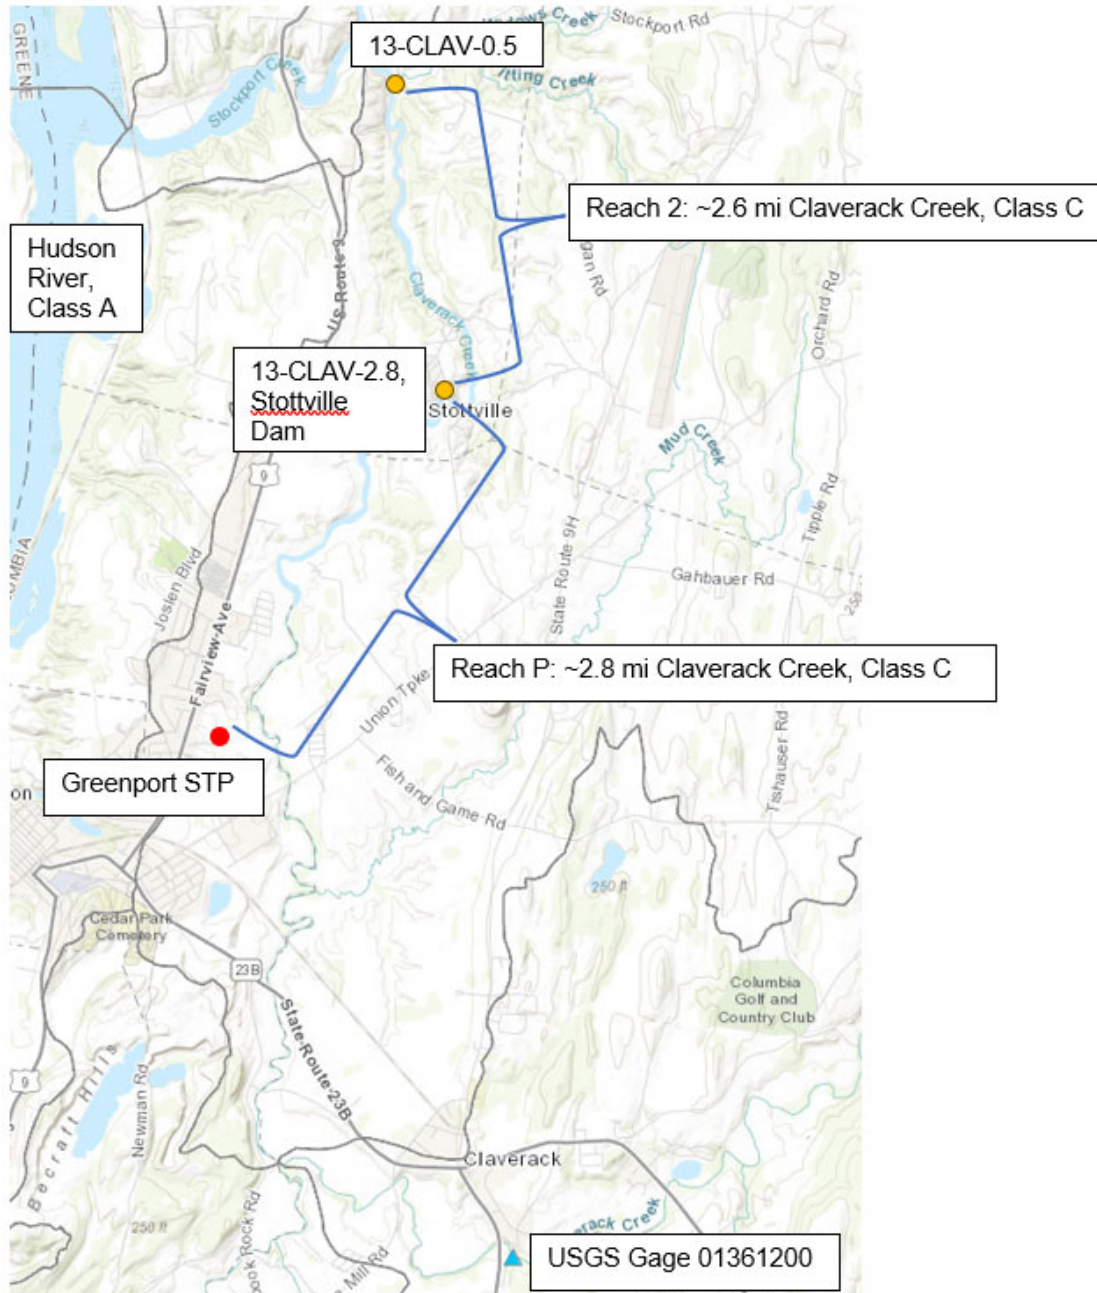 Stockport Rd
13-CLAV-0.5
GREENE
Stockport Creek
Reach 2: ~2.6 mi Claverack Creek, Class C
Hudson
River,
Class A
US-Route-9
Claverack Creek
Orchard Rd
13-CLAV-2.8,
Stottville
Dam
Stottville
Mud Creek
9
Tipple Rd
Joslen Blvd
State Route 9H
Gahbauer Rd
Fairview-Ave
Reach P: ~2.8 mi Claverack Creek, Class C
Union Tpke
Greenport STP
Fish and Game Rd
Tishauser Rd
250 ft
Cedar Park
Cemetery
23B
Columbia
Golf and
Country Club
State-Route-23B
9
Becraft Hills
Newman Rd
Claverack
250 ft
Creek
USGS Gage 01361200